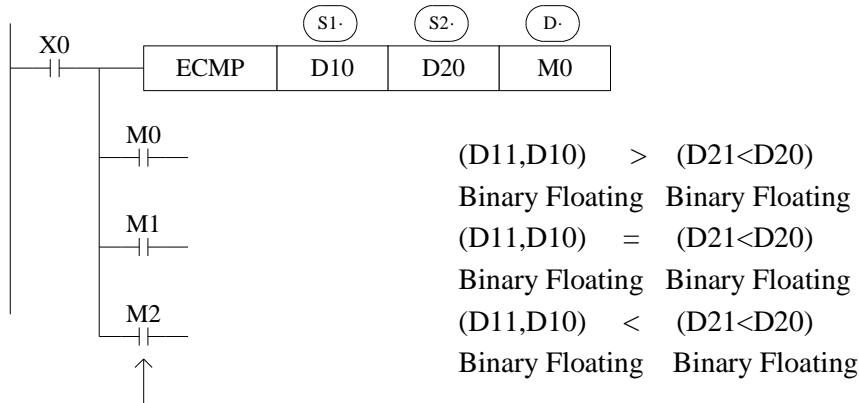 S1· S2· D·
X0
ECMP D10 D20 M0
M0
(D11,D10) > (D21<D20)
Binary Floating Binary Floating
M1
(D11,D10) = (D21<D20)
Binary Floating Binary Floating
M2
(D11,D10) < (D21<D20)
Binary Floating Binary Floating